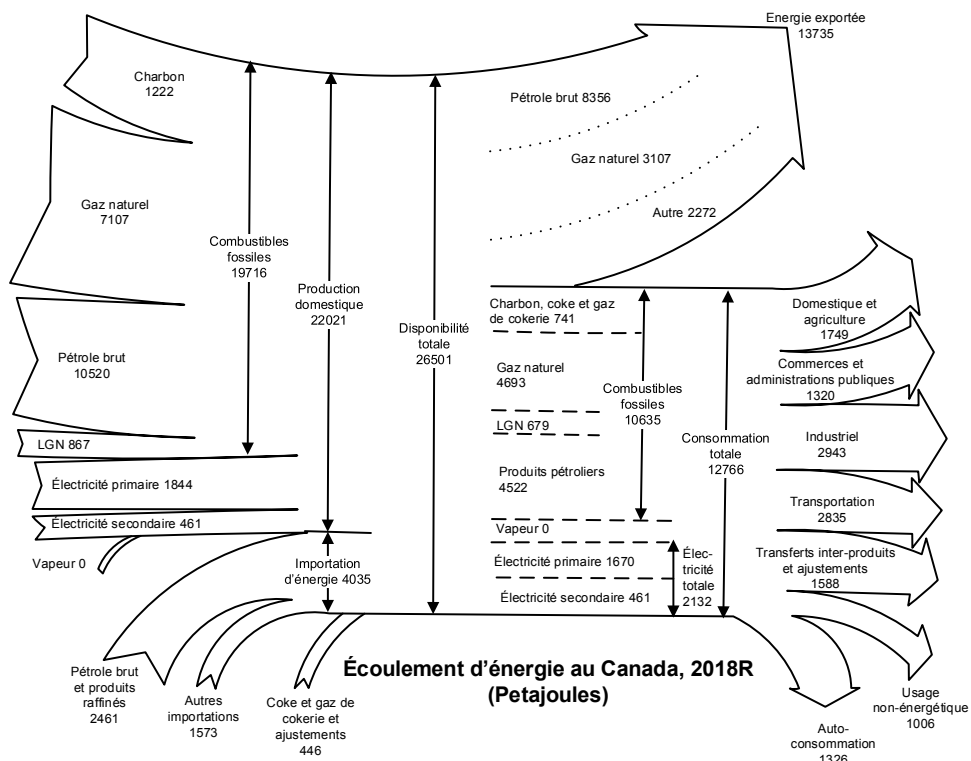 Energie exportée
13735
Charbon
1222
Pétrole brut 8356
Gaz naturel 3107
Autre 2272
Gaz naturel
7107
Combustibles
fossiles
19716
Production
domestique
22021
Disponibilité
totale
26501
Charbon, coke et gaz
de cokerie 741
Domestique et
agriculture
1749
Pétrole brut
10520
Gaz naturel
4693
Combustibles
fossiles
10635
Commerces et
administrations publiques
1320
LGN 679
Consommation
totale
12766
LGN 867
Industriel
2943
Produits pétroliers
4522
Électricité primaire 1844
Transportation
2835
Électricité secondaire 461
Vapeur 0
Vapeur 0
Importation
d'énergie 4035
Électricité primaire 1670
Élec-
tricité
totale
2132
Transferts inter-produits
et ajustements
1588
Électricité secondaire 461
Écoulement d'énergie au Canada, 2018R
(Petajoules)
Pétrole brut
et produits
raffinés
2461
Autres
importations
1573
Coke et gaz de
cokerie et
ajustements
446
Usage
non-énergétique
1006
Auto-
consommation
1326